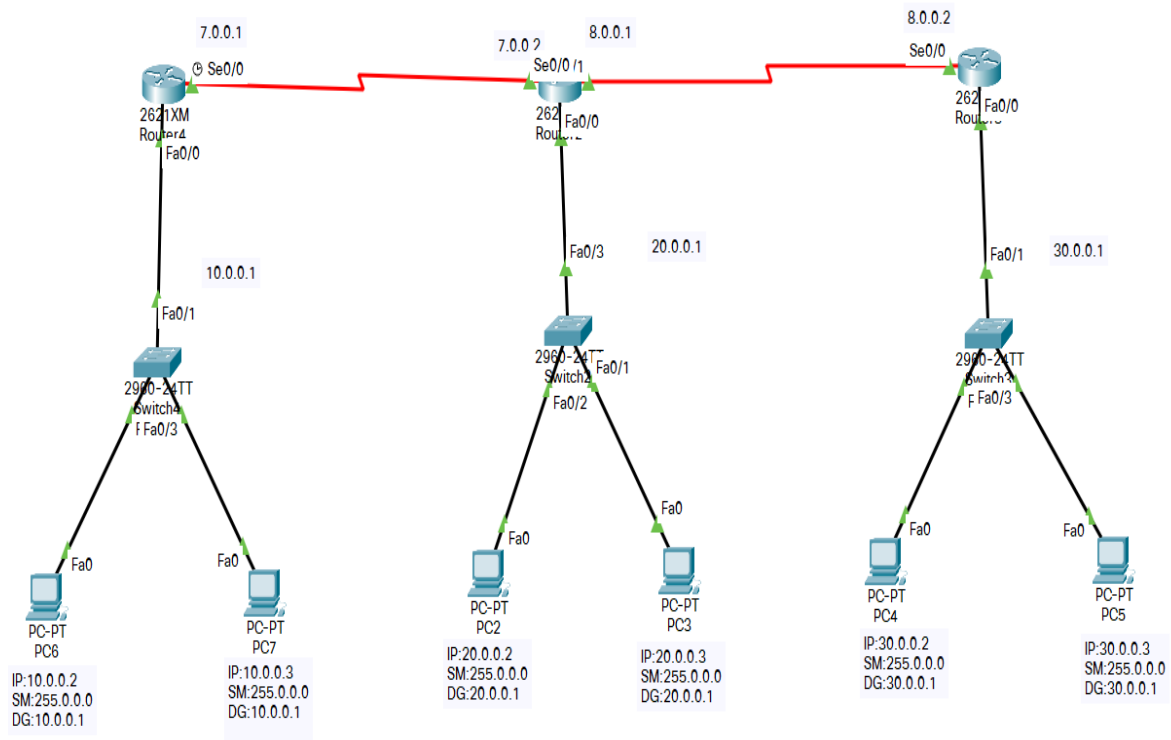 7.0.0.1
Se0/0
2621XM
Router4
Fa0/0
7.0.0.2
8.0.0.1
Se0/0
/1
262
Fa0/0
8.0.0.2
Se0/0
262
Fa0/0
10.0.0.1
Fa0/1
2960-24TT
Switch4
F
Fa0/3
Fa0/3
20.0.0.1
2960-24TT
Fa0/1
Fa0/2
Fa0/1
30.0.0.1
2960-24TT
Switch3
F
Fa0/3
Fa0
PC-PT
PC6
IP:10.0.0.2
SM:255.0.0.0
DG:10.0.0.1
Fa0
PC-PT
PC7
IP:10.0.0.3
SM:255.0.0.0
DG:10.0.0.1
Fa0
PC-PT
PC2
IP:20.0.0.2
SM:255.0.0.0
DG:20.0.0.1
Fa0
PC-PT
PC3
IP:20.0.0.3
SM:255.0.0.0
DG:20.0.0.1
Fa0
PC-PT
PC4
IP:30.0.0.2
SM:255.0.0.0
DG:30.0.0.1
Fa0
PC-PT
PC5
IP:30.0.0.3
SM:255.0.0.0
DG:30.0.0.1